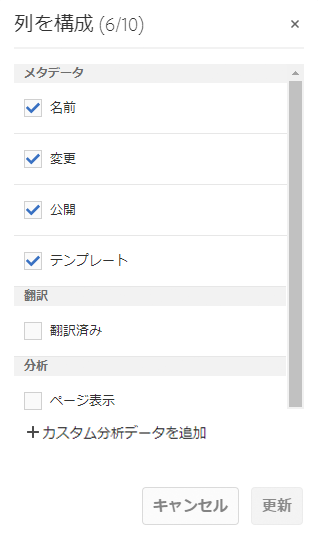 列を構成 (6/10)
メタデータ
名前
変更
公開
テンプレート
翻訳
翻訳済み
分析
ページ表示
+カスタム分析データを追加
キャンセル
更新